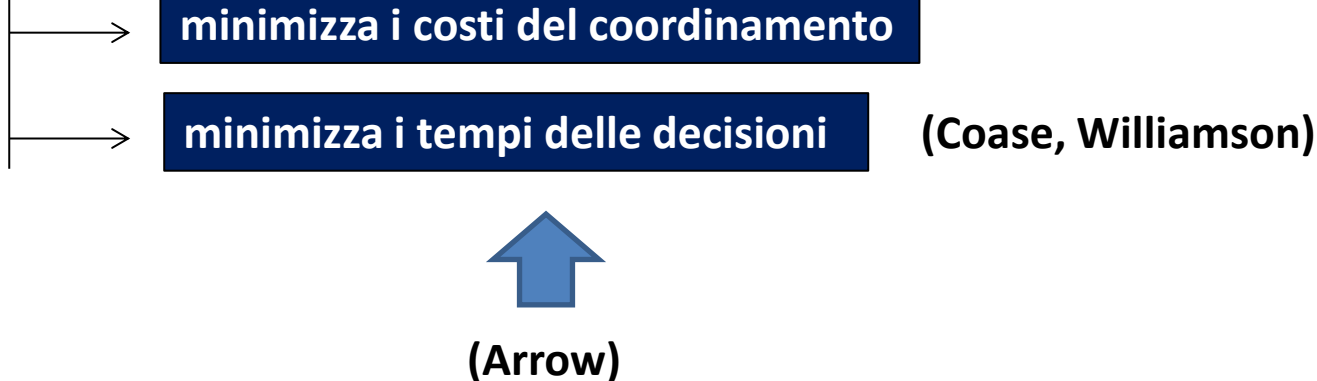 minimizza i costi del coordinamento
minimizza i tempi delle decisioni (Coase, Williamson)
(Arrow)